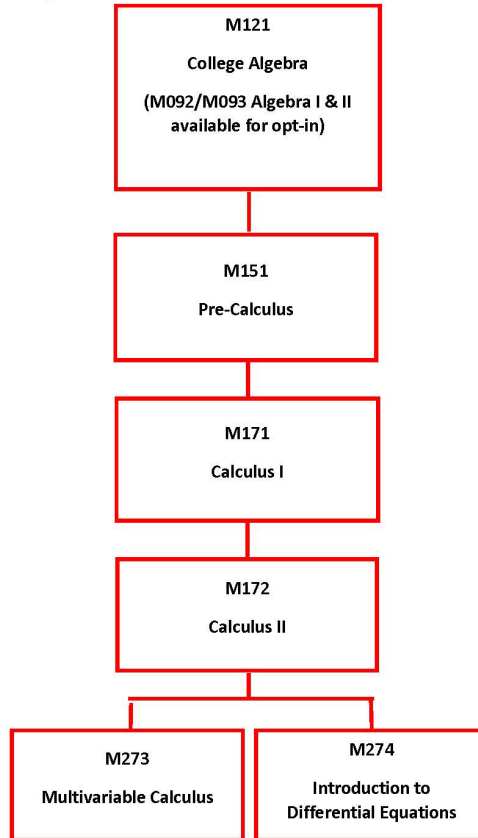 M121
College Algebra
(M092/M093 Algebra I & II
available for opt-in)
M151
Pre-Calculus
M171
Calculus I
M172
Calculus II
M273
Multivariable Calculus
M274
Introduction to
Differential Equations